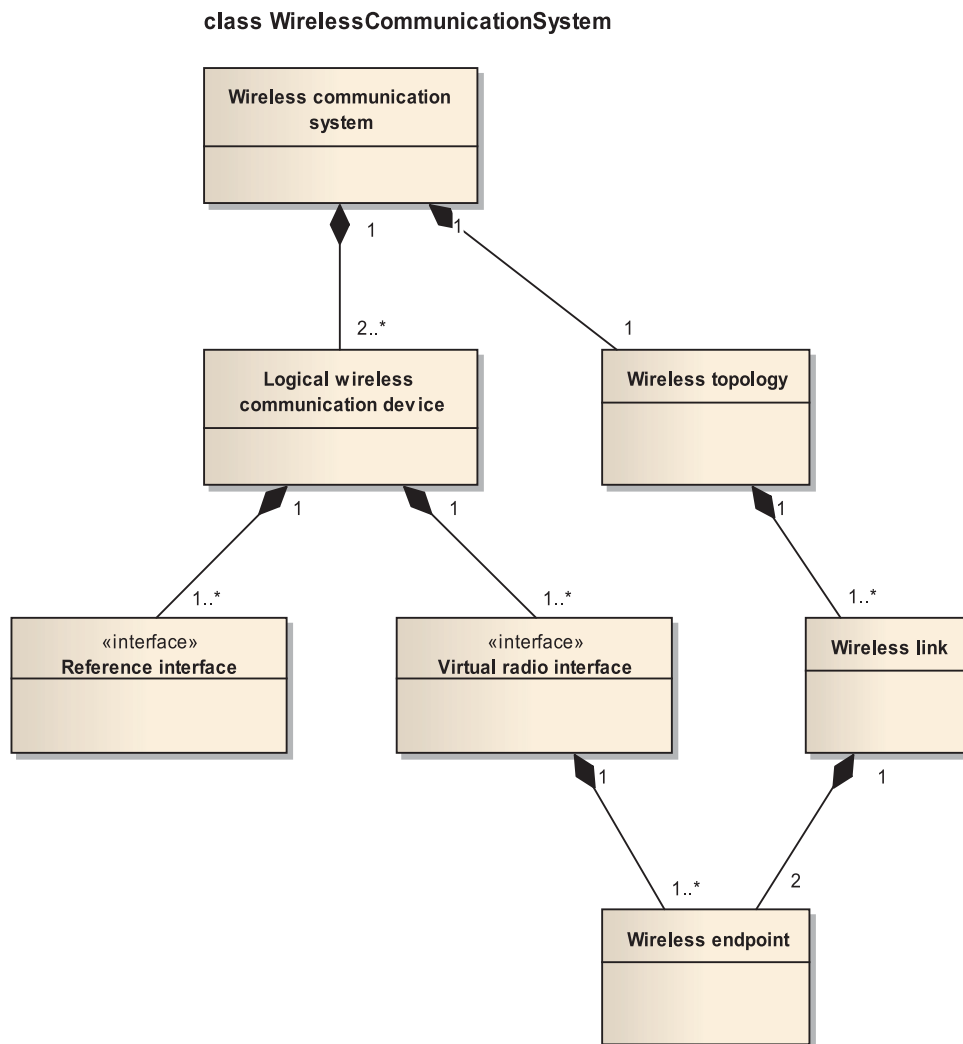 class WirelessCommunicationSystem
Wireless communication
system
1
1
2..*
1
Logical wireless
communication device
Wireless topology
1
1
1
1..*
1..*
1..*
«interface»
Reference interface
«interface»
Virtual radio interface
Wireless link
1
1
1..*
2
Wireless endpoint